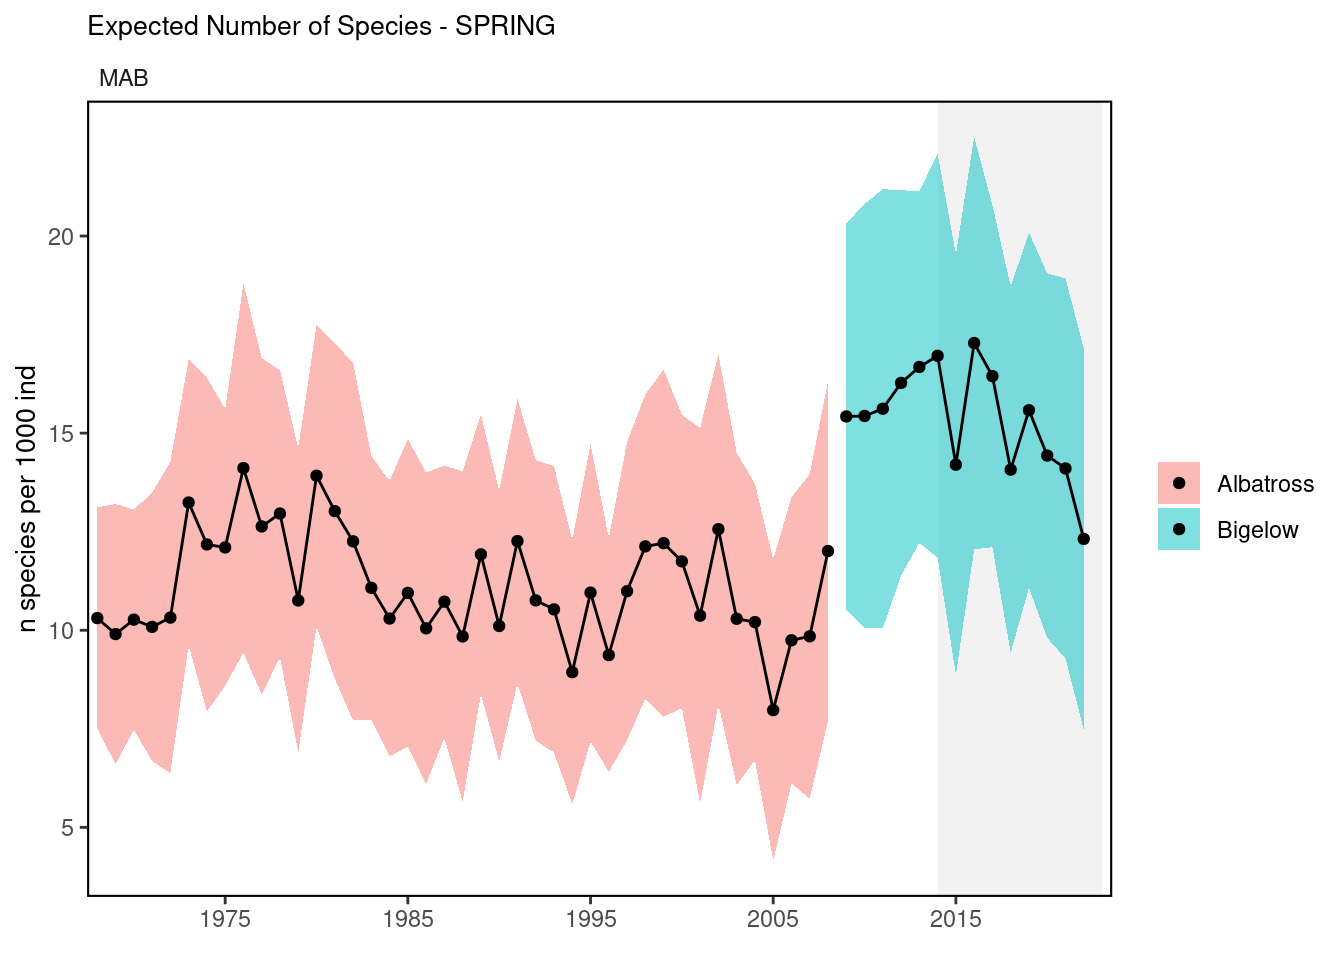 Expected Number of Species - SPRING
MAB
n species per 1000 ind
20
15
10
5
1975
1985
1995
2005
2015
Albatross
Bigelow